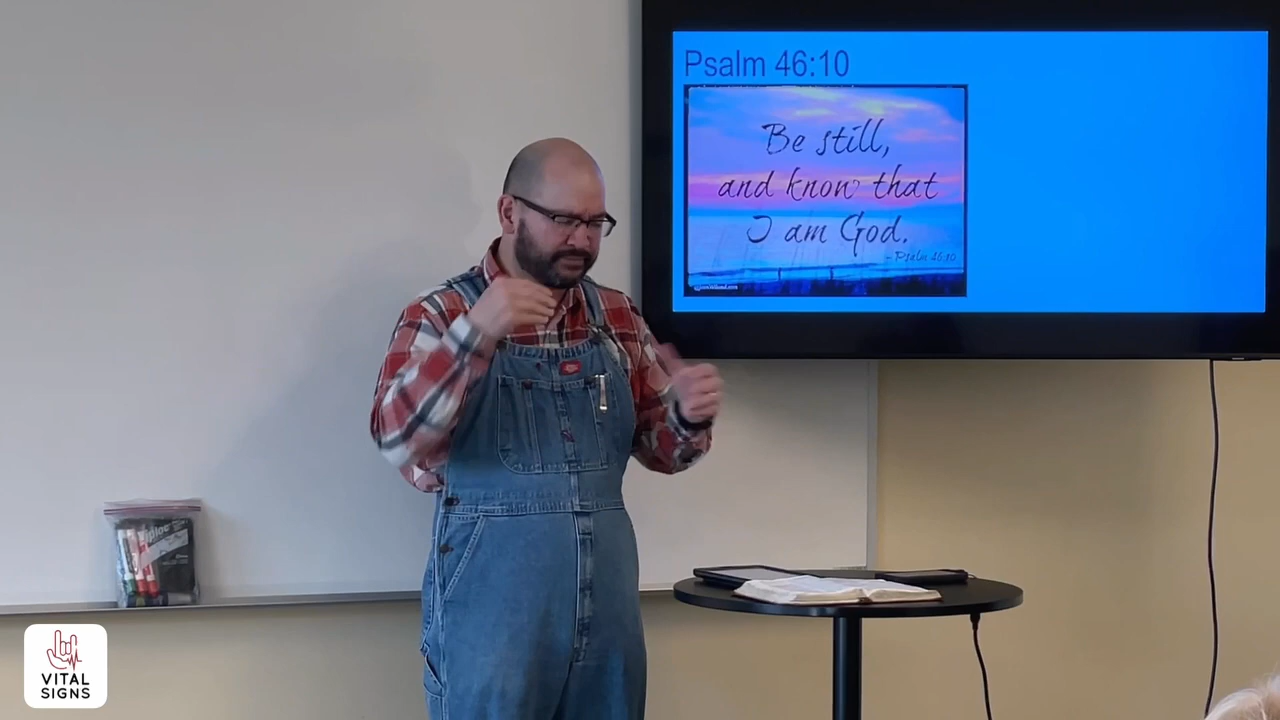 Psalm 46:10
Be still,
and know that
I am God.
- Psalm 46:10
VITAL
SIGNS